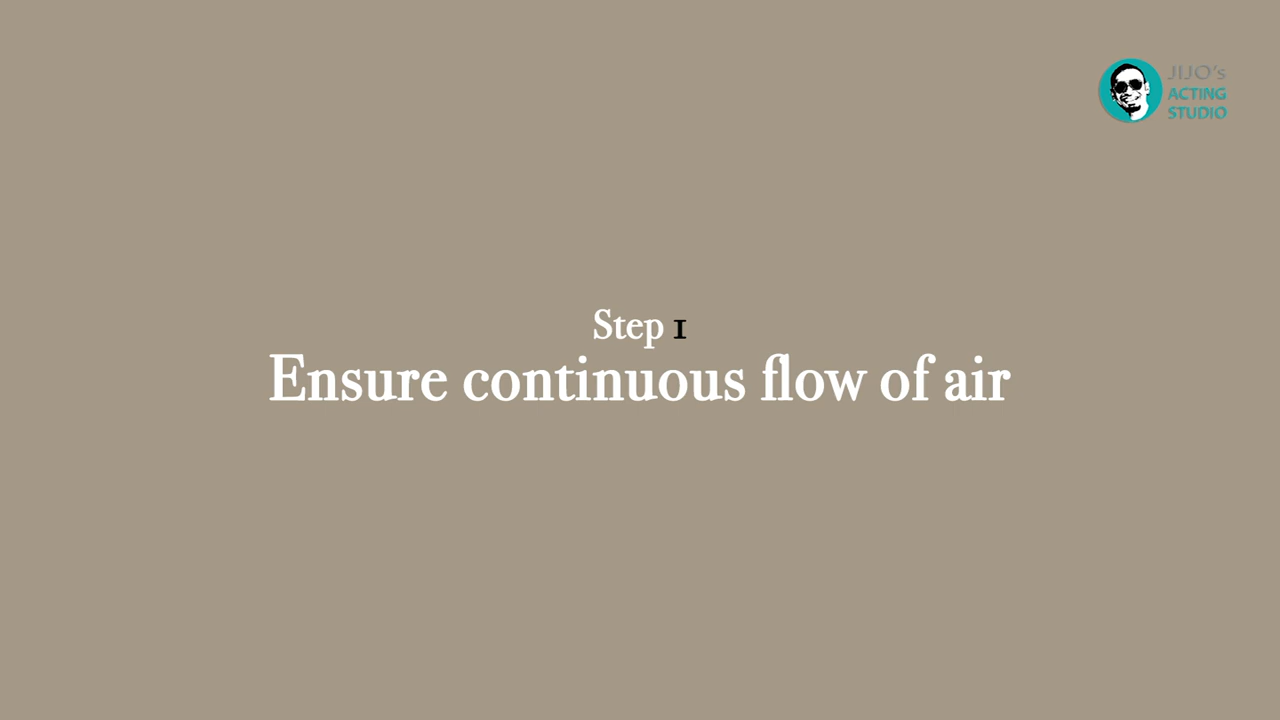 JIJO's
ACTING
STUDIO
Step 1
Ensure continuous flow of air